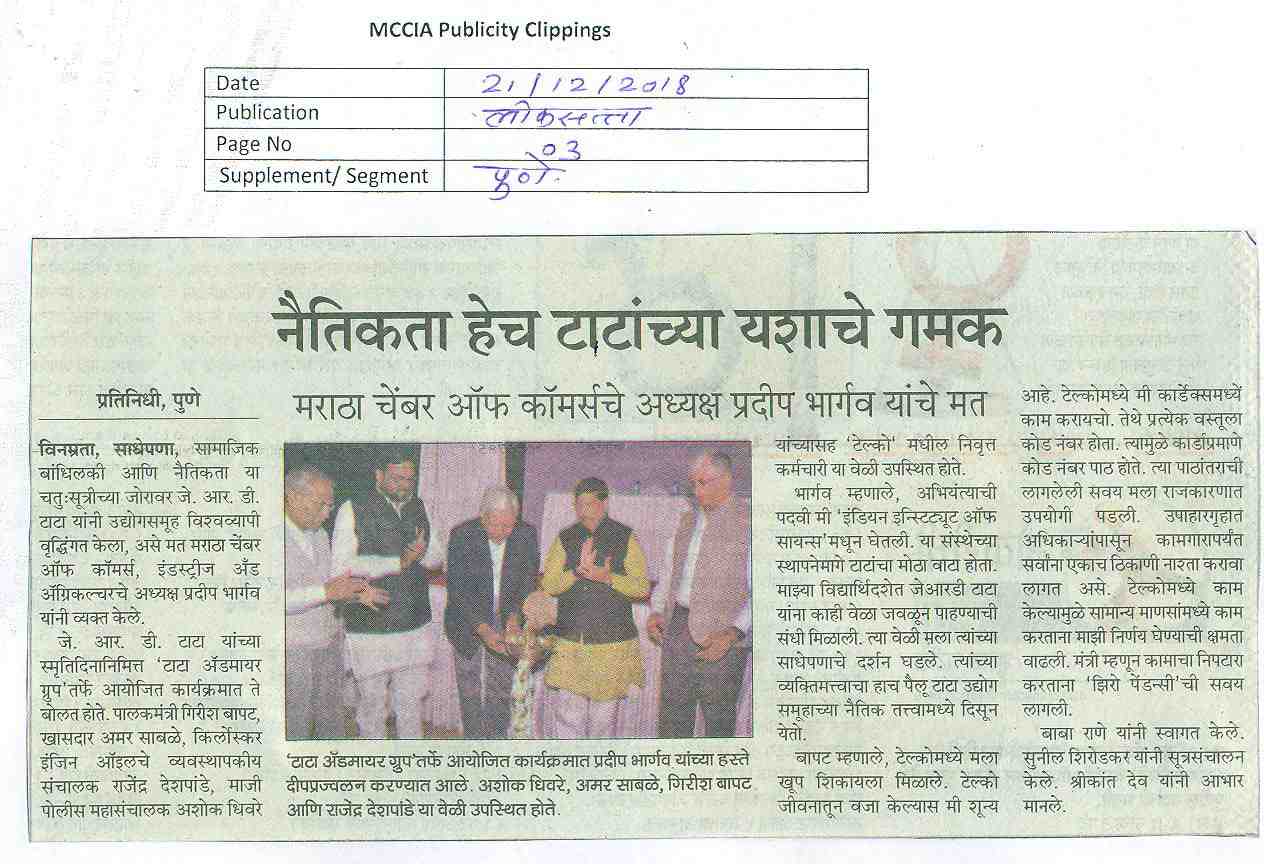 MCCIA Publicity Clippings
Date 21/12/2018
Publication लोकसत्ता
Page No 03
Supplement/ Segment पुणे.
नैतिकता हेच टाटांच्या यशाचे गमक
मराठा चेंबर ऑफ कॉमर्सचे अध्यक्ष प्रदीप भार्गव यांचे मत
प्रतिनिधी, पुणे
विनम्रता, साधेपणा, सामाजिक
बांधिलकी आणि नैतिकता या
चतुःसूत्रीच्या जोरावर जे. आर. डी.
टाटा यांनी उद्योगसमूह विश्वव्यापी
वृद्धिंगत केला, असे मत मराठा चेंबर
ऑफ कॉमर्स, इंडस्ट्रीज अँड
ॲग्रिकल्चरचे अध्यक्ष प्रदीप भार्गव
यांनी व्यक्त केले.
जे. आर. डी. टाटा यांच्या
स्मृतिदिनानिमित्त ‘टाटा ॲडमायर
ग्रुप’तर्फे आयोजित कार्यक्रमात ते
बोलत होते. पालकमंत्री गिरीश बापट,
खासदार अमर साबळे, किर्लोस्कर
इंजिन ऑइलचे व्यवस्थापकीय
संचालक राजेंद्र देशपांडे, माजी
पोलीस महासंचालक अशोक धिवरे
‘टाटा ॲडमायर ग्रुप’तर्फे आयोजित कार्यक्रमात प्रदीप भार्गव यांच्या हस्ते
दीपप्रज्वलन करण्यात आले. अशोक धिवरे, अमर साबळे, गिरीश बापट
आणि राजेंद्र देशपांडे या वेळी उपस्थित होते.
यांच्यासह ‘टेल्को’ मधील निवृत्त
कर्मचारी या वेळी उपस्थित होते.
भार्गव म्हणाले, अभियंत्याची
पदवी मी ‘इंडियन इन्स्टिट्यूट ऑफ
सायन्स’मधून घेतली. या संस्थेच्या
स्थापनेमागे टाटांचा मोठा वाटा होता.
माझ्या विद्यार्थिदशेत जेआरडी टाटा
यांना काही वेळा जवळून पाहण्याची
संधी मिळाली. त्या वेळी मला त्यांच्या
साधेपणाचे दर्शन घडले. त्यांच्या
व्यक्तिमत्त्वाचा हाच पैलू टाटा उद्योग
समूहाच्या नैतिक तत्त्वामध्ये दिसून
येतो.
बापट म्हणाले, टेल्कोमध्ये मला
खूप शिकायला मिळाले. टेल्को
जीवनातून वजा केल्यास मी शून्य
आहे. टेल्कोमध्ये मी कार्डेक्समध्ये
काम करायचो. तेथे प्रत्येक वस्तूला
कोड नंबर होता. त्यामुळे कार्डाप्रमाणे
कोड नंबर पाठ होते. त्या पाठांतराची
लागलेली सवय मला राजकारणात
उपयोगी पडली. उपाहारगृहात
अधिकाऱ्यांपासून कामगारापर्यंत
सर्वांना एकाच ठिकाणी नाश्ता करावा
लागत असे. टेल्कोमध्ये काम
केल्यामुळे सामान्य माणसांमध्ये काम
करताना माझी निर्णय घेण्याची क्षमता
वाढली. मंत्री म्हणून कामाचा निपटारा
करताना ‘झिरो पेंडन्सी’ची सवय
लागली.
बाबा राणे यांनी स्वागत केले.
सुनील शिरोडकर यांनी सूत्रसंचालन
केले. श्रीकांत देव यांनी आभार
मानले.